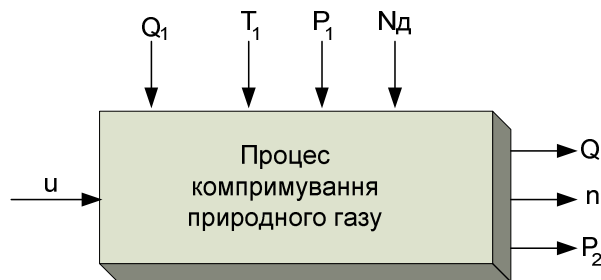 Q1 T1 P1 Nд
Процес
компримування
природного газу
u
Q
n
P2